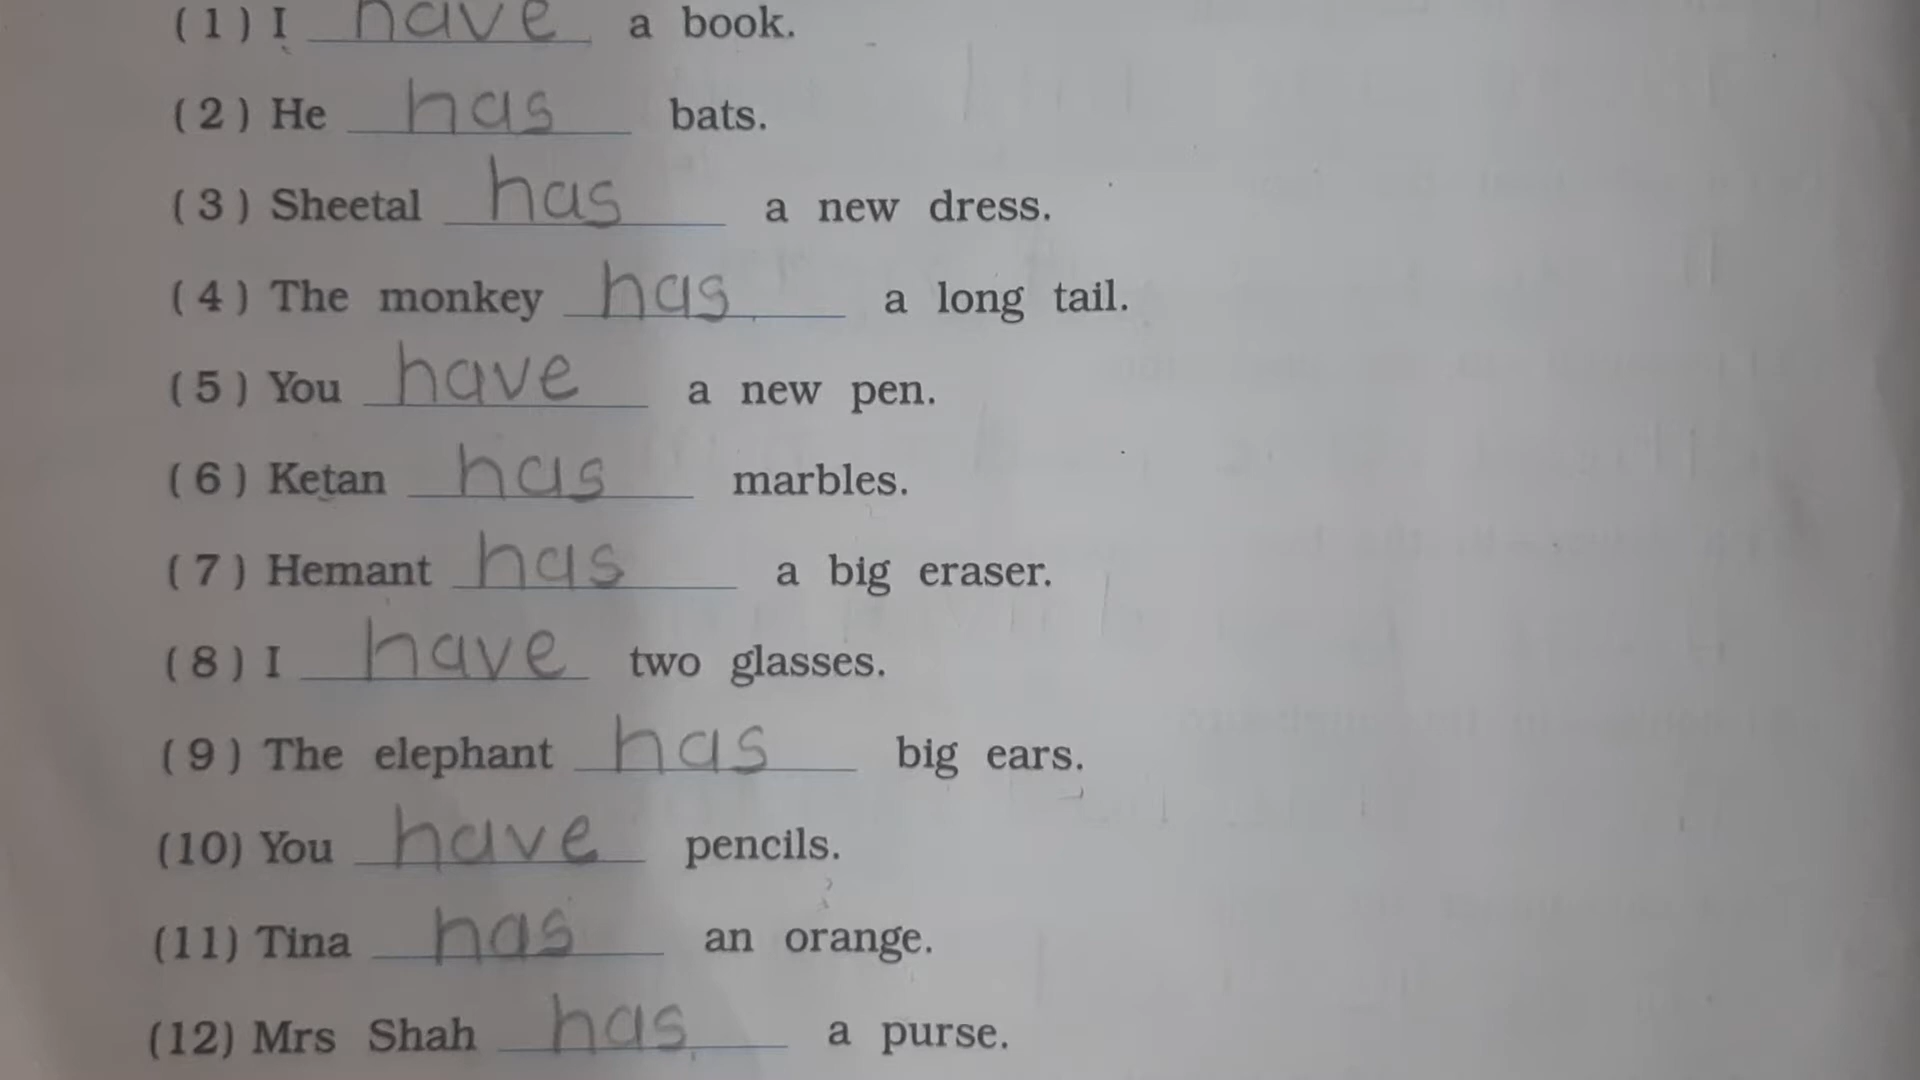 (1) I have a book.
(2) He has bats.
(3) Sheetal has a new dress.
(4) The monkey has a long tail.
(5) You have a new pen.
(6) Ketan has marbles.
(7) Hemant has a big eraser.
(8) I have two glasses.
(9) The elephant has big ears.
(10) You have pencils.
(11) Tina has an orange.
(12) Mrs Shah has a purse.